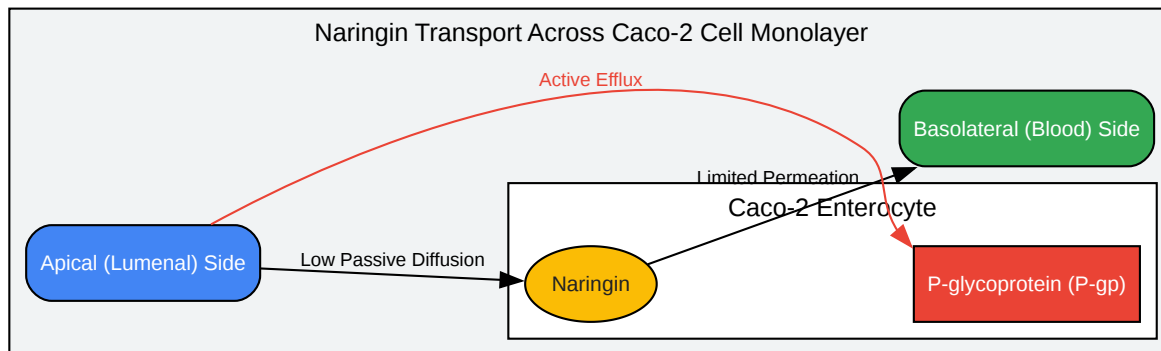 Naringin Transport Across Caco-2 Cell Monolayer
Active Efflux
Basolateral (Blood) Side
Limited Permeation
Caco-2 Enterocyte
Apical (Lumenal) Side
Low Passive Diffusion
Naringin
P-glycoprotein (P-gp)